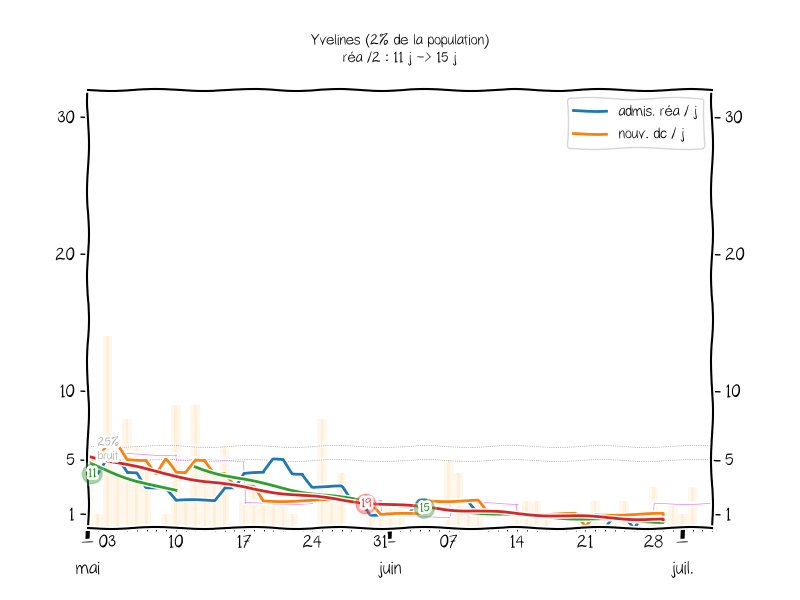 Yvelines (2% de la population)
réa /2 : 11 j -> 15 j
admis. réa / j
nouv. dc / j
30
30
20
20
10
10
5
5
1
1
25%
bruit
11
19
15
03
10
17
24
31
07
14
21
28
mai
juin
juil.